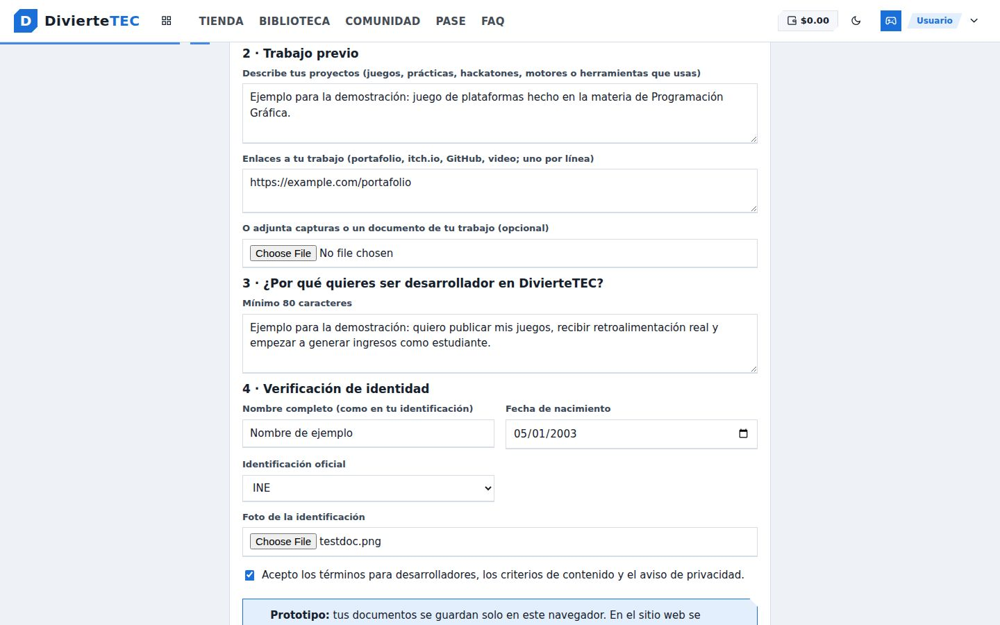 D DivierteTEC TIENDA BIBLIOTECA COMUNIDAD PASE FAQ $0.00 Usuario
2 · Trabajo previo
Describe tus proyectos (juegos, prácticas, hackatones, motores o herramientas que usas)
Ejemplo para la demostración: juego de plataformas hecho en la materia de Programación
Gráfica.
Enlaces a tu trabajo (portafolio, itch.io, GitHub, video; uno por línea)
https://example.com/portafolio
O adjunta capturas o un documento de tu trabajo (opcional)
Choose File No file chosen
3 · ¿Por qué quieres ser desarrollador en DivierteTEC?
Mínimo 80 caracteres
Ejemplo para la demostración: quiero publicar mis juegos, recibir retroalimentación real y
empezar a generar ingresos como estudiante.
4 · Verificación de identidad
Nombre completo (como en tu identificación) Fecha de nacimiento
Nombre de ejemplo 05/01/2003
Identificación oficial
INE
Foto de la identificación
Choose File testdoc.png
Acepto los términos para desarrolladores, los criterios de contenido y el aviso de privacidad.
Prototipo: tus documentos se guardan solo en este navegador. En el sitio web se